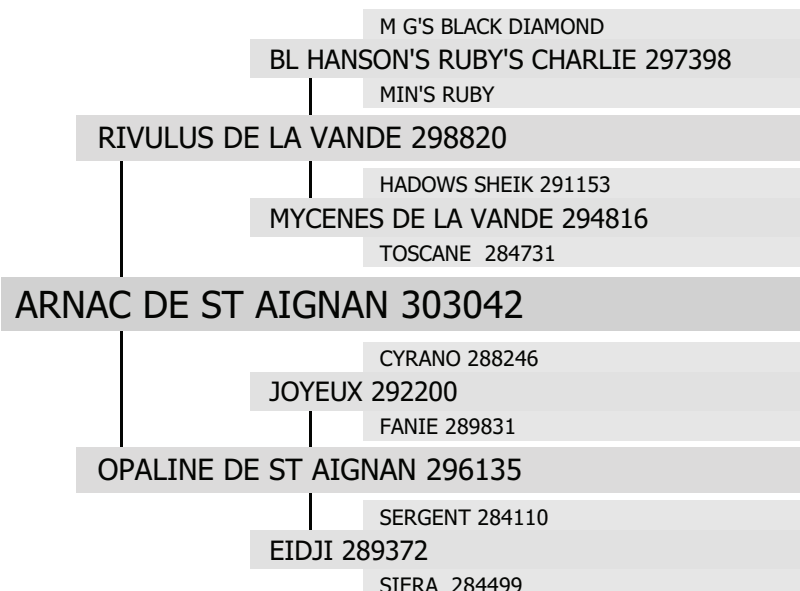 M G'S BLACK DIAMOND
BL HANSON'S RUBY'S CHARLIE 297398
MIN'S RUBY
RIVULUS DE LA VANDE 298820
HADOWS SHEIK 291153
MYCENES DE LA VANDE 294816
TOSCANE 284731
ARNAC DE ST AIGNAN 303042
CYRANO 288246
JOYEUX 292200
FANIE 289831
OPALINE DE ST AIGNAN 296135
SERGENT 284110
EIDJI 289372
SIERA 284499